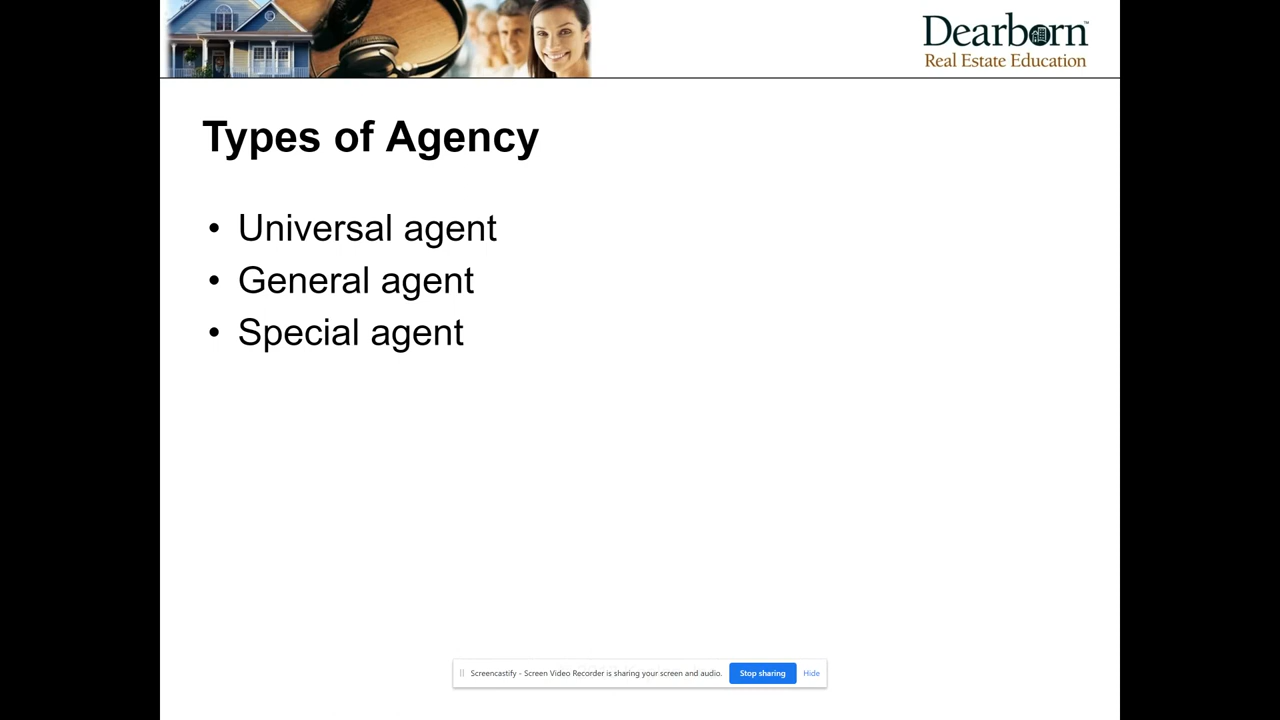 Dearborn™
Real Estate Education
Types of Agency
• Universal agent
• General agent
• Special agent
Screencastify - Screen Video Recorder is sharing your screen and audio. Stop sharing Hide